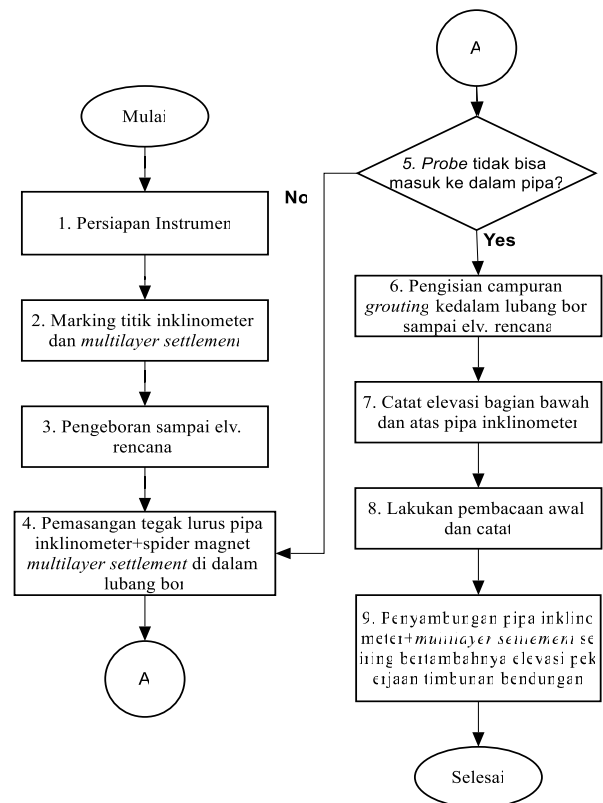 Mulai
1. Persiapan Instrumen
2. Marking titik inklinometer
dan multilayer settlement
3. Pengeboran sampai elv.
rencana
4. Pemasangan tegak lurus pipa
inklinometer+spider magnet
multilayer settlement di dalam
lubang bor
A
A
5. Probe tidak bisa
masuk ke dalam pipa?
No
Yes
6. Pengisian campuran
grouting kedalam lubang bor
sampai elv. rencana
7. Catat elevasi bagian bawah
dan atas pipa inklinometer
8. Lakukan pembacaan awal
dan catat
9. Penyambungan pipa inklino
meter+multilayer settlement se
iring bertambahnya elevasi pek
erjaan timbunan bendungan
Selesai